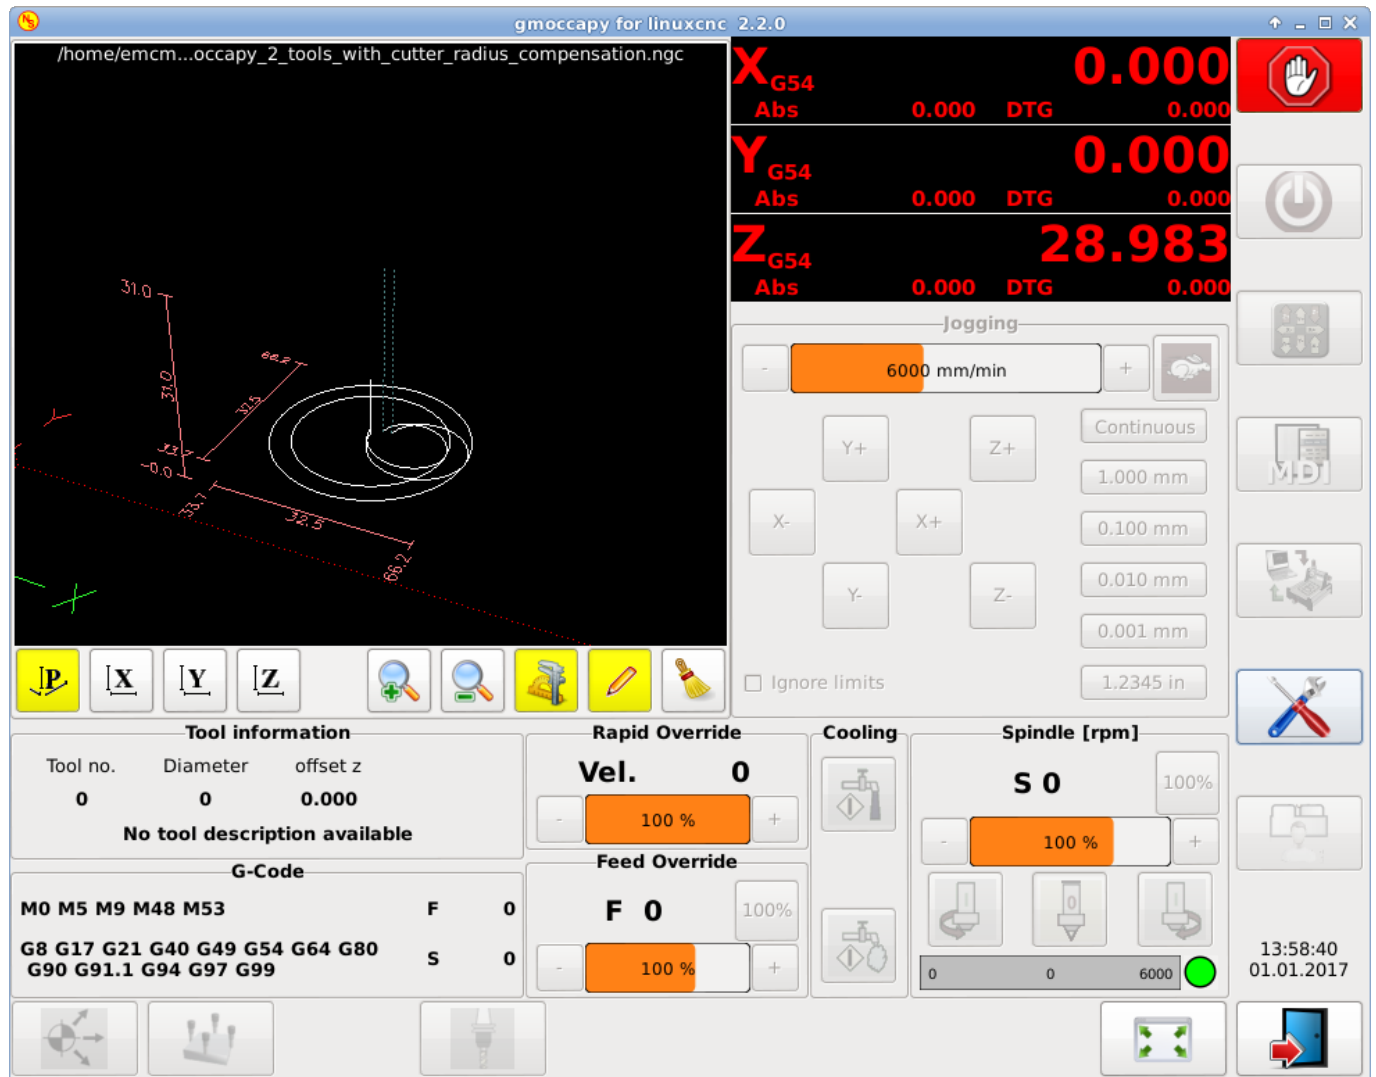 gmoccapy for linuxcnc 2.2.0
/home/emcm...occapy_2_tools_with_cutter_radius_compensation.ngc
31.0
31.0
-0.0
66.2
32.5
33.7
33.7
32.5
66.2
Y
X
P
X
Y
Z
X G54 0.000
Abs 0.000 DTG 0.000
Y G54 0.000
Abs 0.000 DTG 0.000
Z G54 28.983
Abs 0.000 DTG 0.000
Jogging
- 6000 mm/min +
Continuous
Y+ Z+
1.000 mm
X- X+
0.100 mm
Y- Z-
0.010 mm
0.001 mm
Ignore limits
1.2345 in
MDI
Tool information
Tool no. Diameter offset z
0 0 0.000
No tool description available
G-Code
M0 M5 M9 M48 M53 F 0
G8 G17 G21 G40 G49 G54 G64 G80
G90 G91.1 G94 G97 G99
S 0
Rapid Override
Vel. 0
- 100 % +
Feed Override
F 0 100%
- 100 % +
Cooling
Spindle [rpm]
S 0 100%
- 100 % +
0
0 0 6000
13:58:40
01.01.2017